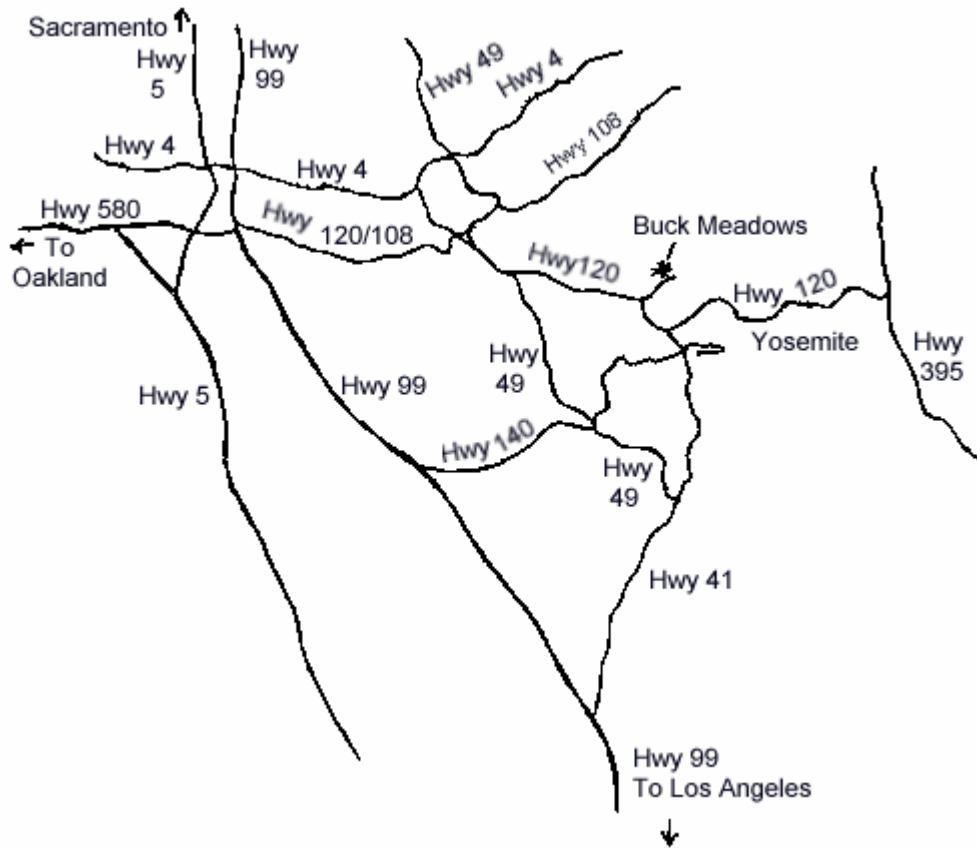 Sacramento
Hwy
5
Hwy
99
Hwy 49
Hwy 4
Hwy 108
Hwy 4
Hwy 4
Hwy 580
To
Oakland
Hwy
120/108
Buck Meadows
Hwy120
Hwy 120
Yosemite
Hwy
395
Hwy
49
Hwy 5
Hwy 99
Hwy 140
Hwy
49
Hwy 41
Hwy 99
To Los Angeles